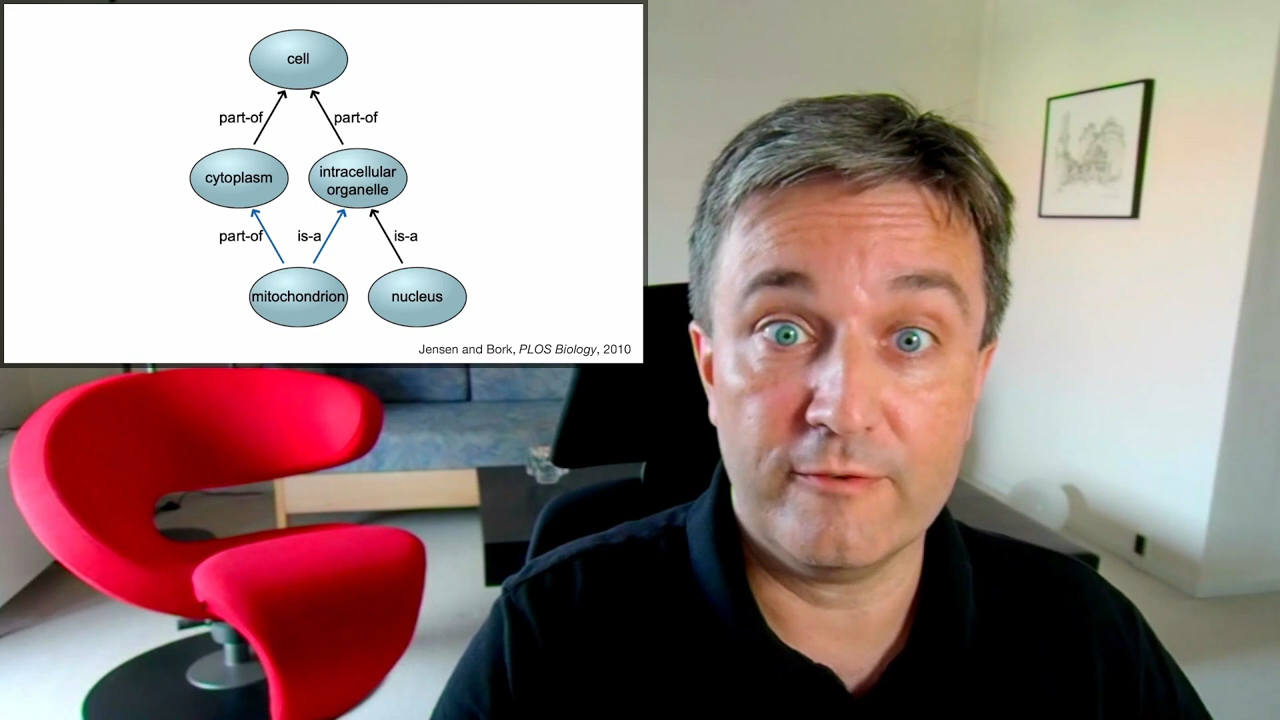 cell
part-of part-of
cytoplasm
intracellular
organelle
part-of is-a is-a
mitochondrion nucleus
Jensen and Bork, PLOS Biology, 2010